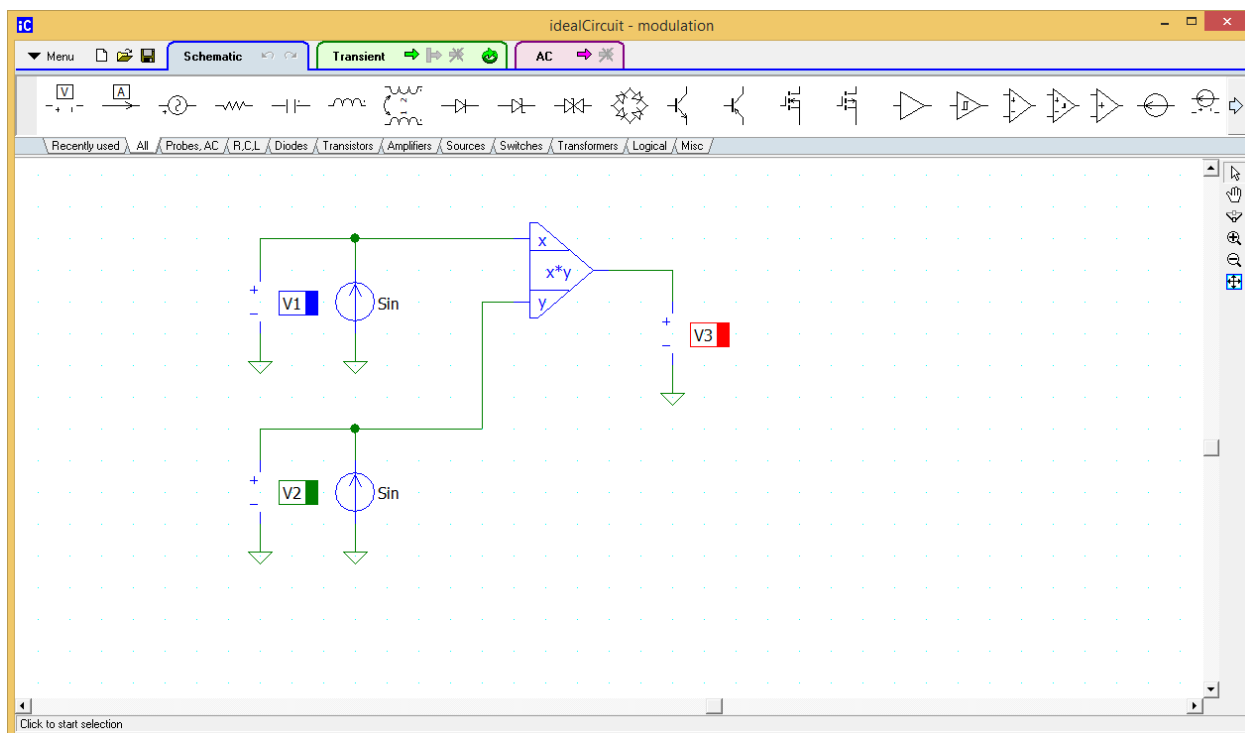 iC idealCircuit - modulation
Menu Schematic Transient AC
V A
Recently used All Probes, AC R,C,L Diodes Transistors Amplifiers Sources Switches Transformers Logical Misc
x
x*y
y
+
-
V1 Sin
+
-
V3
+
-
V2 Sin
Click to start selection